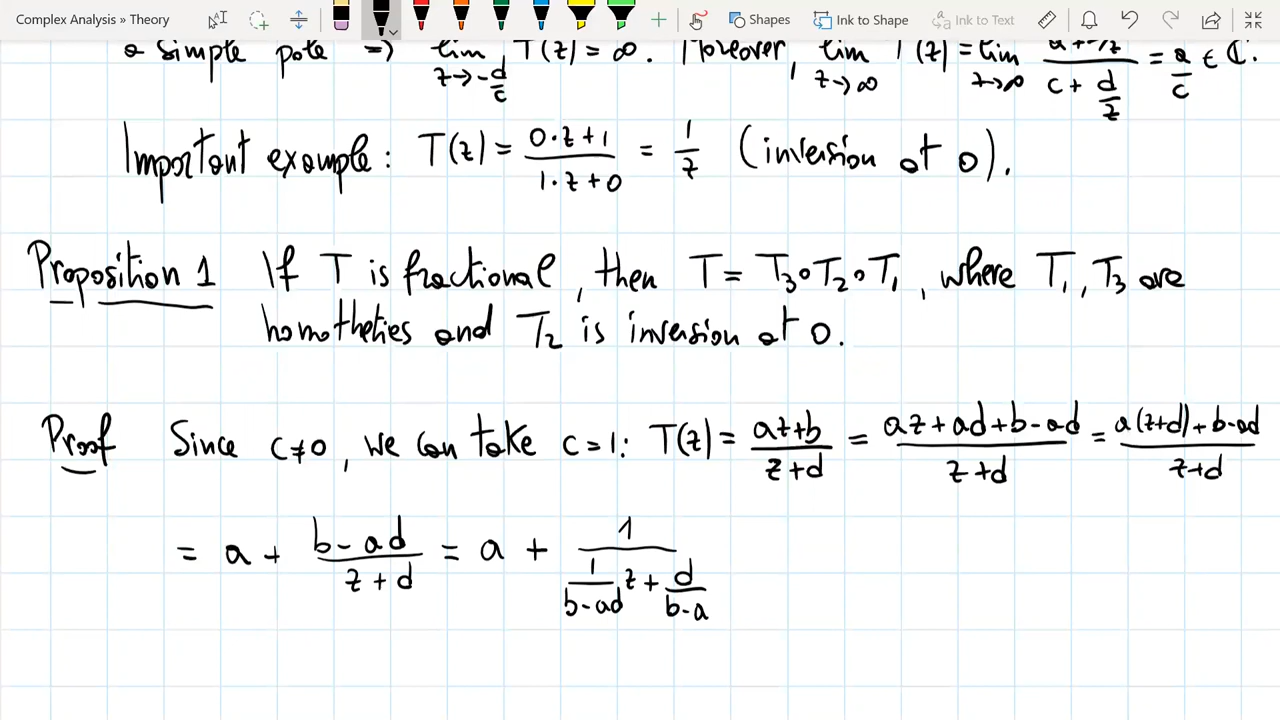 Complex Analysis » Theory
Shapes
Ink to Shape
Ink to Text
a simple pole ⇒ lim_{z→-d/c} T(z) = ∞. Moreover, lim_{z→∞} T(z) = lim_{z→∞} (a+b/z)/(c+d/z) = a/c ∈ ℂ.
Important example: T(z) = (0·z+1)/(1·z+0) = 1/z (inversion at 0).
Proposition 1 If T is fractional, then T = T₃∘T₂∘T₁, where T₁, T₃ are
homotheties and T₂ is inversion at 0.
Proof Since c≠0, we can take c=1: T(z) = (az+b)/(z+d) = (az+ad+b-ad)/(z+d) = (a(z+d)+b-ad)/(z+d)
= a + (b-ad)/(z+d) = a + 1/((1/(b-ad))z + d/(b-a))